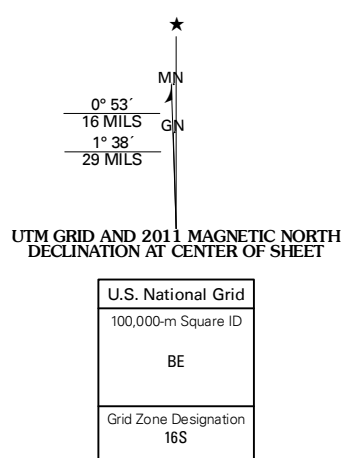 ★
MN
0° 53´
16 MILS
GN
1° 38´
29 MILS
UTM GRID AND 2011 MAGNETIC NORTH
DECLINATION AT CENTER OF SHEET
U.S. National Grid
100,000-m Square ID
BE
Grid Zone Designation
16S